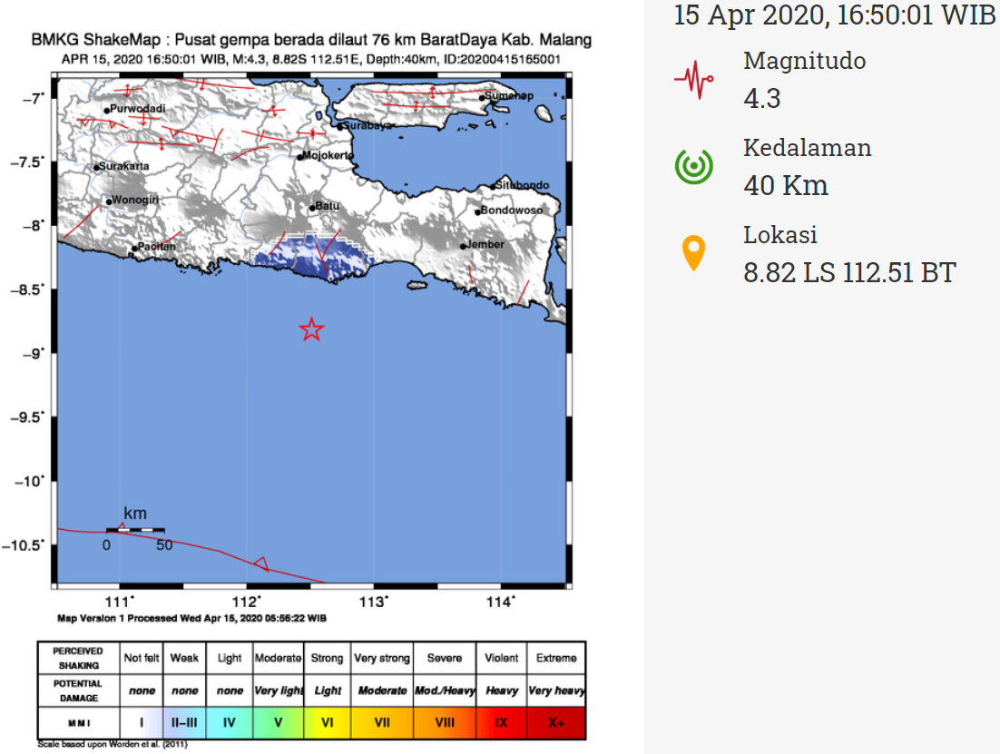 BMKG ShakeMap : Pusat gempa berada dilaut 76 km BaratDaya Kab. Malang
APR 15, 2020 16:50:01 WIB, M:4.3, 8.82S 112.51E, Depth:40km, ID:20200415165001
-7°
-7.5°
-8°
-8.5°
-9°
-9.5°
-10°
-10.5°
Purwodadi
Sumenep
Surabaya
Mojokerto
Surakarta
Situbondo
Wonogiri
Batu
Bondowoso
Pacitan
Jember
km
0 50
111° 112° 113° 114°
Map Version 1 Processed Wed Apr 15, 2020 05:56:22 WIB
PERCEIVED SHAKING Not felt Weak Light Moderate Strong Very strong Severe Violent Extreme
POTENTIAL DAMAGE none none none Very light Light Moderate Mod./Heavy Heavy Very heavy
MMI I II-III IV V VI VII VIII IX X+
Scale based upon Worden et al. (2011)
15 Apr 2020, 16:50:01 WIB
Magnitudo
4.3
Kedalaman
40 Km
Lokasi
8.82 LS 112.51 BT